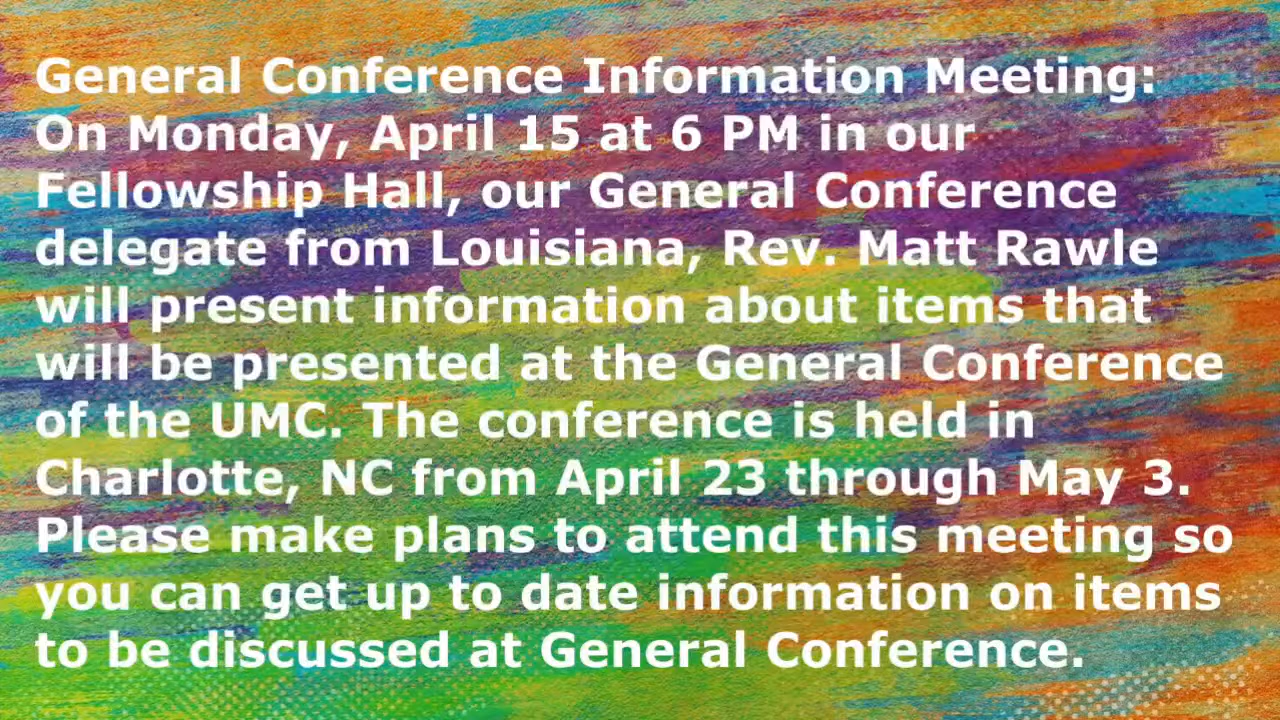 General Conference Information Meeting:
On Monday, April 15 at 6 PM in our
Fellowship Hall, our General Conference
delegate from Louisiana, Rev. Matt Rawle
will present information about items that
will be presented at the General Conference
of the UMC. The conference is held in
Charlotte, NC from April 23 through May 3.
Please make plans to attend this meeting so
you can get up to date information on items
to be discussed at General Conference.